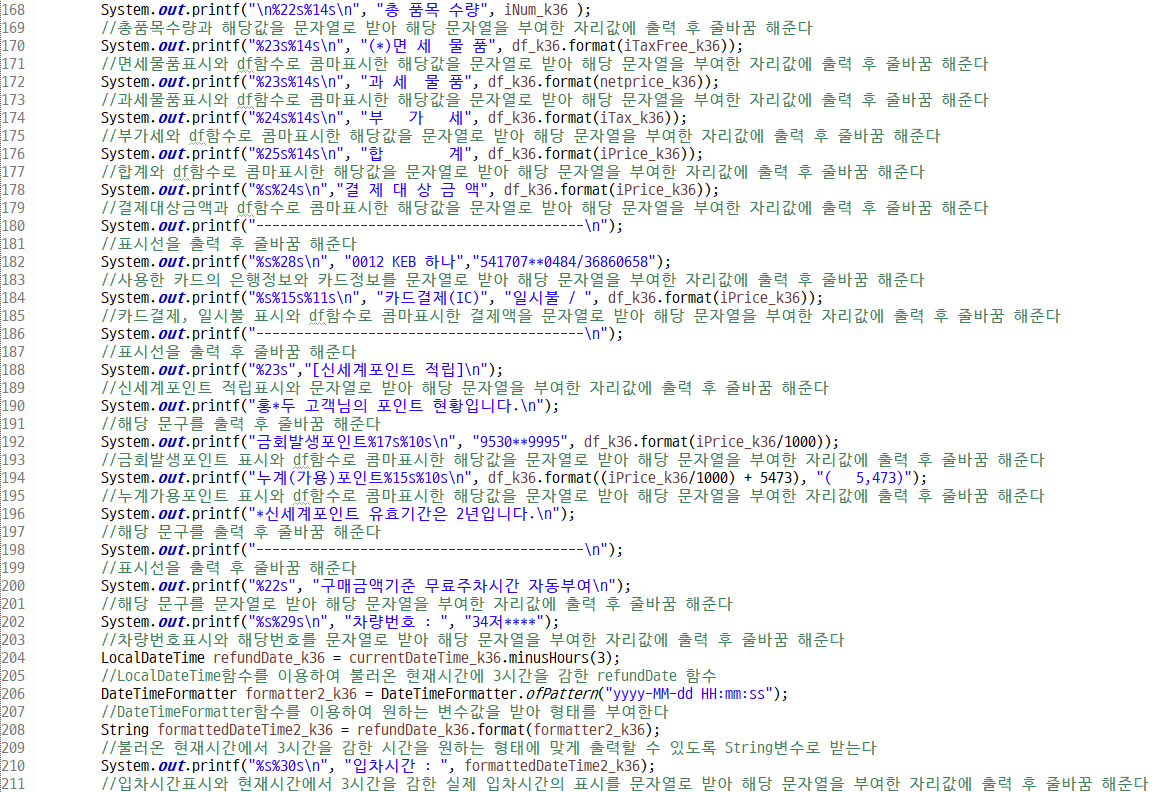 168 System.out.printf("\n%22s%14s\n", "총 품목 수량", iNum_k36 );
169 //총품목수량과 해당값을 문자열로 받아 해당 문자열을 부여한 자리값에 출력 후 줄바꿈 해준다
170 System.out.printf("%23s%14s\n", "(*)면 세  물 품", df_k36.format(iTaxFree_k36));
171 //면세물품표시와 df함수로 콤마표시한 해당값을 문자열로 받아 해당 문자열을 부여한 자리값에 출력 후 줄바꿈 해준다
172 System.out.printf("%23s%14s\n", "과 세  물 품", df_k36.format(netprice_k36));
173 //과세물품표시와 df함수로 콤마표시한 해당값을 문자열로 받아 해당 문자열을 부여한 자리값에 출력 후 줄바꿈 해준다
174 System.out.printf("%24s%14s\n", "부   가   세", df_k36.format(iTax_k36));
175 //부가세와 df함수로 콤마표시한 해당값을 문자열로 받아 해당 문자열을 부여한 자리값에 출력 후 줄바꿈 해준다
176 System.out.printf("%25s%14s\n", "합        계", df_k36.format(iPrice_k36));
177 //합계와 df함수로 콤마표시한 해당값을 문자열로 받아 해당 문자열을 부여한 자리값에 출력 후 줄바꿈 해준다
178 System.out.printf("%s%24s\n","결 제 대 상 금 액", df_k36.format(iPrice_k36));
179 //결제대상금액과 df함수로 콤마표시한 해당값을 문자열로 받아 해당 문자열을 부여한 자리값에 출력 후 줄바꿈 해준다
180 System.out.printf("-----------------------------------------\n");
181 //표시선을 출력 후 줄바꿈 해준다
182 System.out.printf("%s%28s\n", "0012 KEB 하나","541707**0484/36860658");
183 //사용한 카드의 은행정보와 카드정보를 문자열로 받아 해당 문자열을 부여한 자리값에 출력 후 줄바꿈 해준다
184 System.out.printf("%s%15s%11s\n", "카드결제(IC)", "일시불 / ", df_k36.format(iPrice_k36));
185 //카드결제, 일시불 표시와 df함수로 콤마표시한 결제액을 문자열로 받아 해당 문자열을 부여한 자리값에 출력 후 줄바꿈 해준다
186 System.out.printf("-----------------------------------------\n");
187 //표시선을 출력 후 줄바꿈 해준다
188 System.out.printf("%23s","[신세계포인트 적립]\n");
189 //신세계포인트 적립표시와 문자열로 받아 해당 문자열을 부여한 자리값에 출력 후 줄바꿈 해준다
190 System.out.printf("홍*두 고객님의 포인트 현황입니다.\n");
191 //해당 문구를 출력 후 줄바꿈 해준다
192 System.out.printf("금회발생포인트%17s%10s\n", "9530**9995", df_k36.format(iPrice_k36/1000));
193 //금회발생포인트 표시와 df함수로 콤마표시한 해당값을 문자열로 받아 해당 문자열을 부여한 자리값에 출력 후 줄바꿈 해준다
194 System.out.printf("누계(가용)포인트%15s%10s\n", df_k36.format((iPrice_k36/1000) + 5473), "(   5,473)");
195 //누계가용포인트 표시와 df함수로 콤마표시한 해당값을 문자열로 받아 해당 문자열을 부여한 자리값에 출력 후 줄바꿈 해준다
196 System.out.printf("*신세계포인트 유효기간은 2년입니다.\n");
197 //해당 문구를 출력 후 줄바꿈 해준다
198 System.out.printf("-----------------------------------------\n");
199 //표시선을 출력 후 줄바꿈 해준다
200 System.out.printf("%22s", "구매금액기준 무료주차시간 자동부여\n");
201 //해당 문구를 문자열로 받아 해당 문자열을 부여한 자리값에 출력 후 줄바꿈 해준다
202 System.out.printf("%s%29s\n", "차량번호 : ", "34저****");
203 //차량번호표시와 해당번호를 문자열로 받아 해당 문자열을 부여한 자리값에 출력 후 줄바꿈 해준다
204 LocalDateTime refundDate_k36 = currentDateTime_k36.minusHours(3);
205 //LocalDateTime함수를 이용하여 불러온 현재시간에 3시간을 감한 refundDate 함수
206 DateTimeFormatter formatter2_k36 = DateTimeFormatter.ofPattern("yyyy-MM-dd HH:mm:ss");
207 //DateTimeFormatter함수를 이용하여 원하는 변수값을 받아 형태를 부여한다
208 String formattedDateTime2_k36 = refundDate_k36.format(formatter2_k36);
209 //불러온 현재시간에서 3시간을 감한 시간을 원하는 형태에 맞게 출력할 수 있도록 String변수로 받는다
210 System.out.printf("%s%30s\n", "입차시간 : ", formattedDateTime2_k36);
211 //입차시간표시와 현재시간에서 3시간을 감한 실제 입차시간의 표시를 문자열로 받아 해당 문자열을 부여한 자리값에 출력 후 줄바꿈 해준다